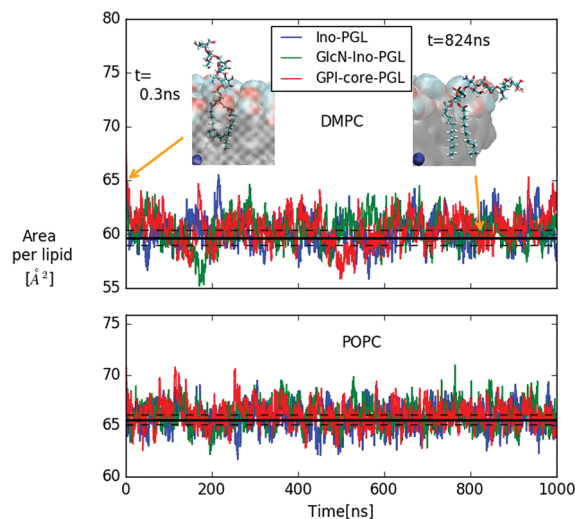 80
75
70
65
60
55
t=
0.3ns
Ino-PGL
GlcN-Ino-PGL
GPI-core-PGL
t=824ns
DMPC
Area
per lipid
[Å²]
75
70
65
60
POPC
0 200 400 600 800 1000
Time[ns]